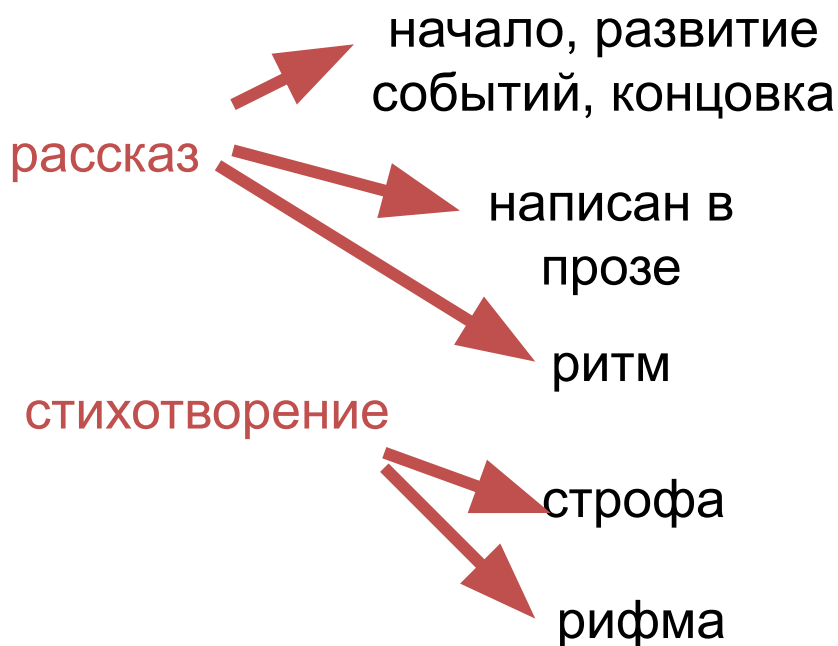 начало, развитие
событий, концовка
рассказ
написан в
прозе
ритм
стихотворение
строфа
рифма